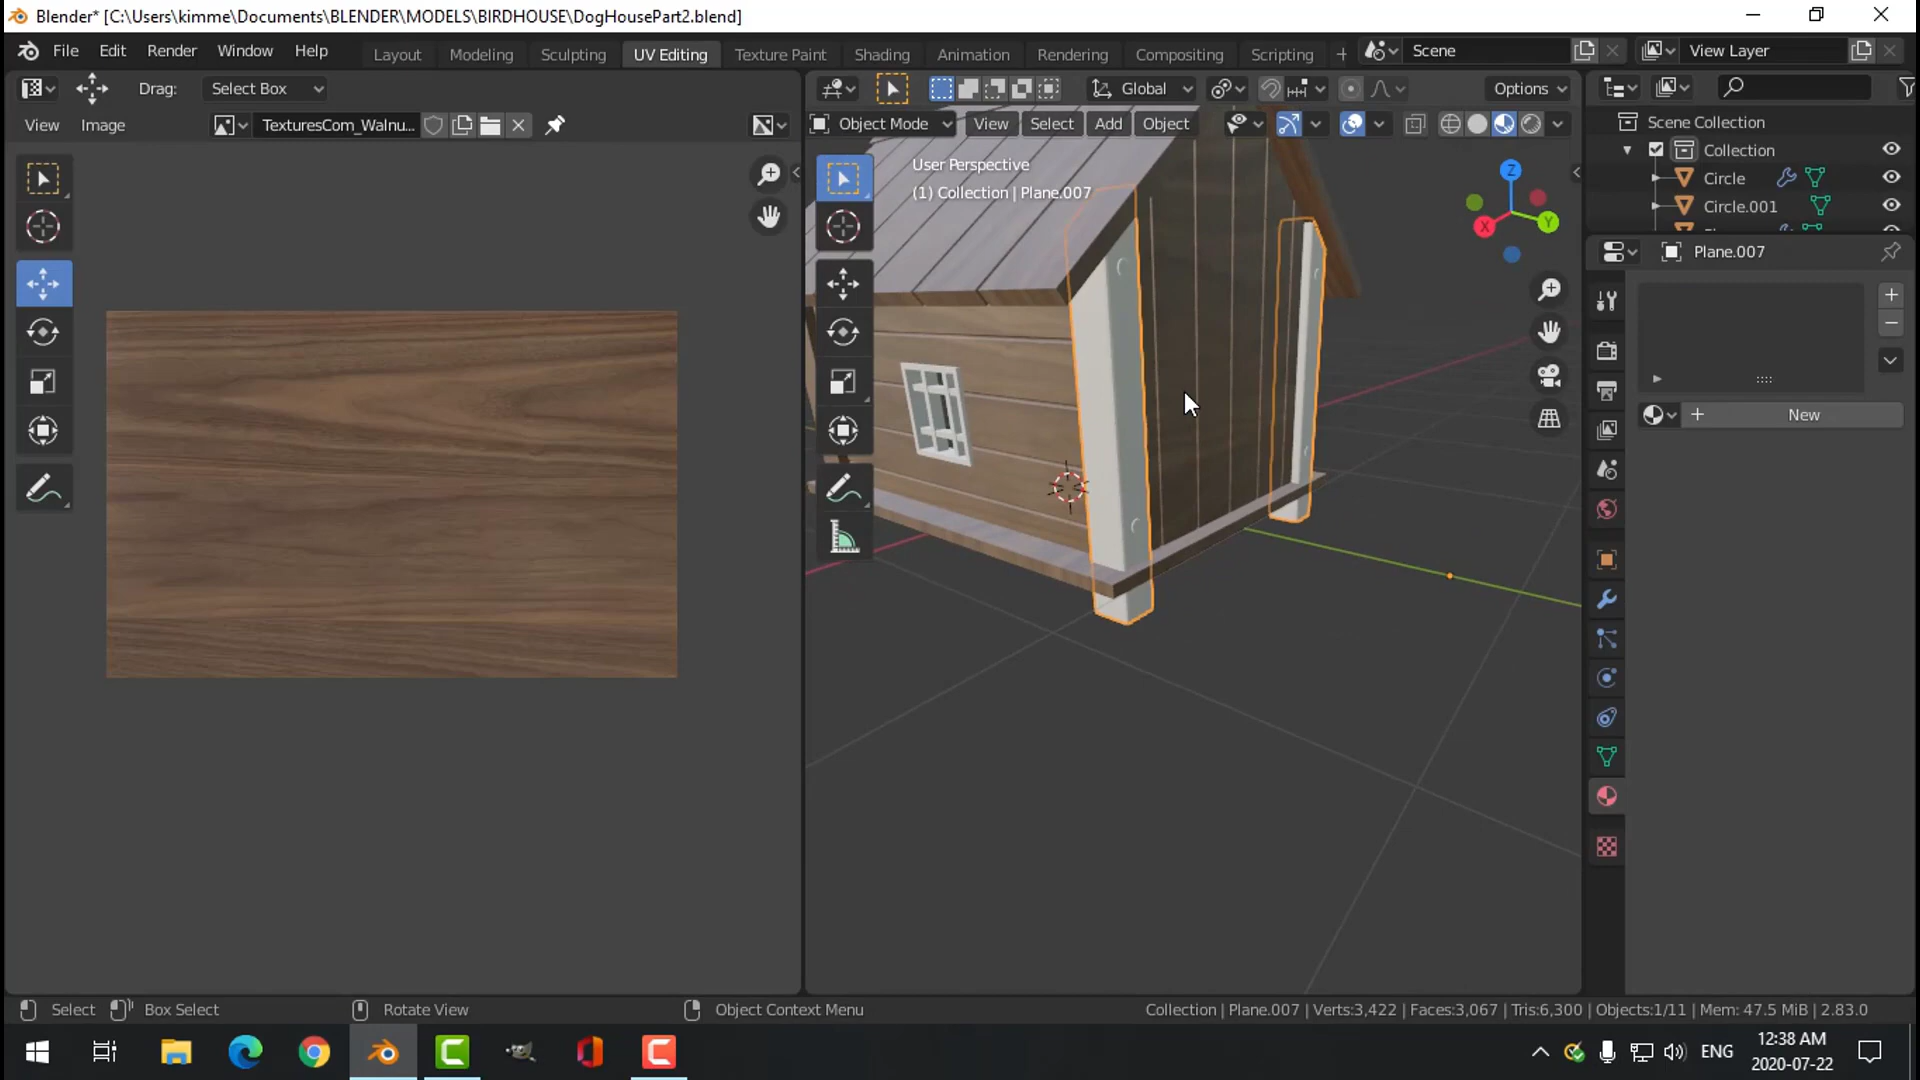 Blender* [C:\Users\kimme\Documents\BLENDER\MODELS\BIRDHOUSE\DogHousePart2.blend]
File Edit Render Window Help Layout Modeling Sculpting UV Editing Texture Paint Shading Animation Rendering Compositing Scripting + Scene View Layer
Drag: Select Box Global Options
View Image TexturesCom_Walnu... Object Mode View Select Add Object Scene Collection
Collection
User Perspective
(1) Collection | Plane.007
Circle
Circle.001
Z
X
Y
Plane.007
+ New
Select Box Select Rotate View Object Context Menu Collection | Plane.007 | Verts:3,422 | Faces:3,067 | Tris:6,300 | Objects:1/11 | Mem: 47.5 MiB | 2.83.0
ENG
12:38 AM
2020-07-22